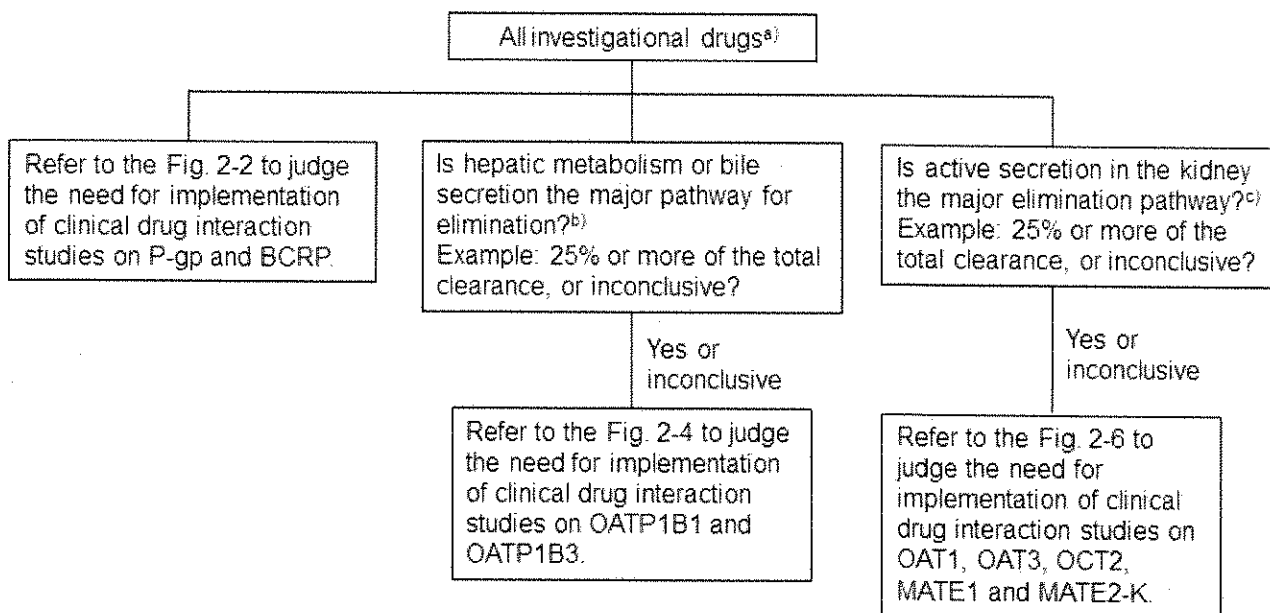 All investigational drugsa)
Refer to the Fig. 2-2 to judge
the need for implementation
of clinical drug interaction
studies on P-gp and BCRP.
Is hepatic metabolism or bile
secretion the major pathway for
elimination?b)
Example: 25% or more of the total
clearance, or inconclusive?
Is active secretion in the kidney
the major elimination pathway?c)
Example: 25% or more of the
total clearance, or inconclusive?
Yes or
inconclusive
Yes or
inconclusive
Refer to the Fig. 2-4 to judge
the need for implementation
of clinical drug interaction
studies on OATP1B1 and
OATP1B3.
Refer to the Fig. 2-6 to
judge the need for
implementation of clinical
drug interaction studies on
OAT1, OAT3, OCT2,
MATE1 and MATE2-K.